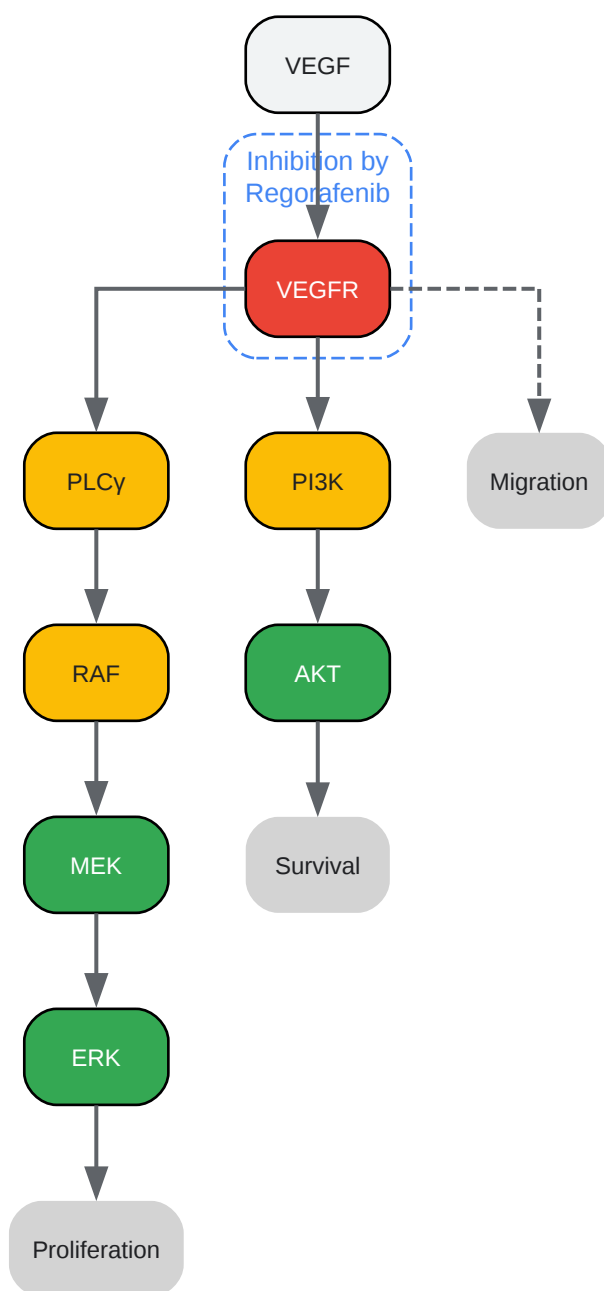 VEGF
Inhibition by
Regorafenib
VEGFR
PLCγ
PI3K
Migration
RAF
AKT
MEK
Survival
ERK
Proliferation